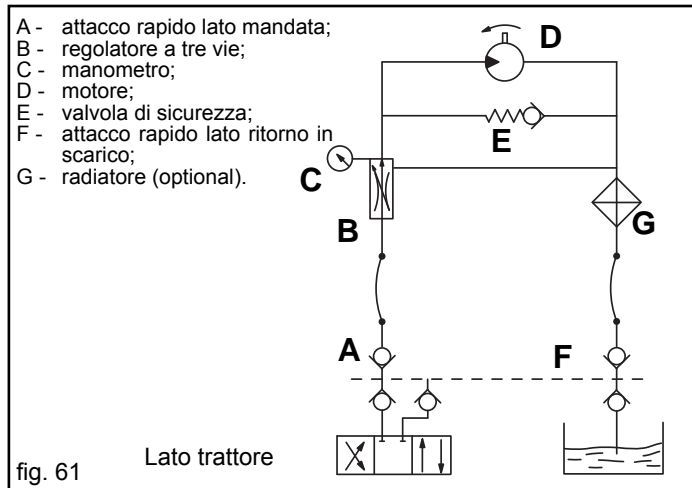 A - attacco rapido lato mandata;
B - regolatore a tre vie;
C - manometro;
D - motore;
E - valvola di sicurezza;
F - attacco rapido lato ritorno in
scarico;
G - radiatore (optional).
D
E
C
B
G
A
F
Lato trattore
fig. 61